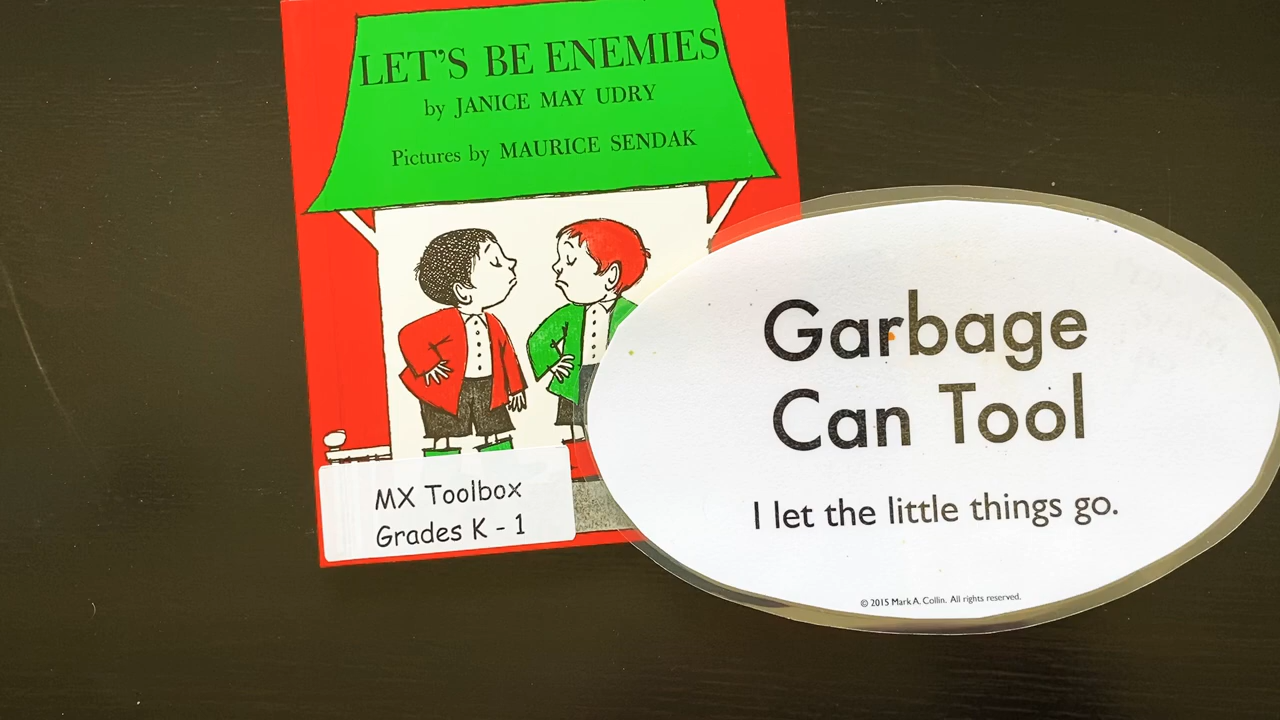 LET'S BE ENEMIES
by JANICE MAY UDRY
Pictures by MAURICE SENDAK
MX Toolbox
Grades K - 1
Garbage
Can Tool
I let the little things go.
© 2015 Mark A. Collin. All rights reserved.